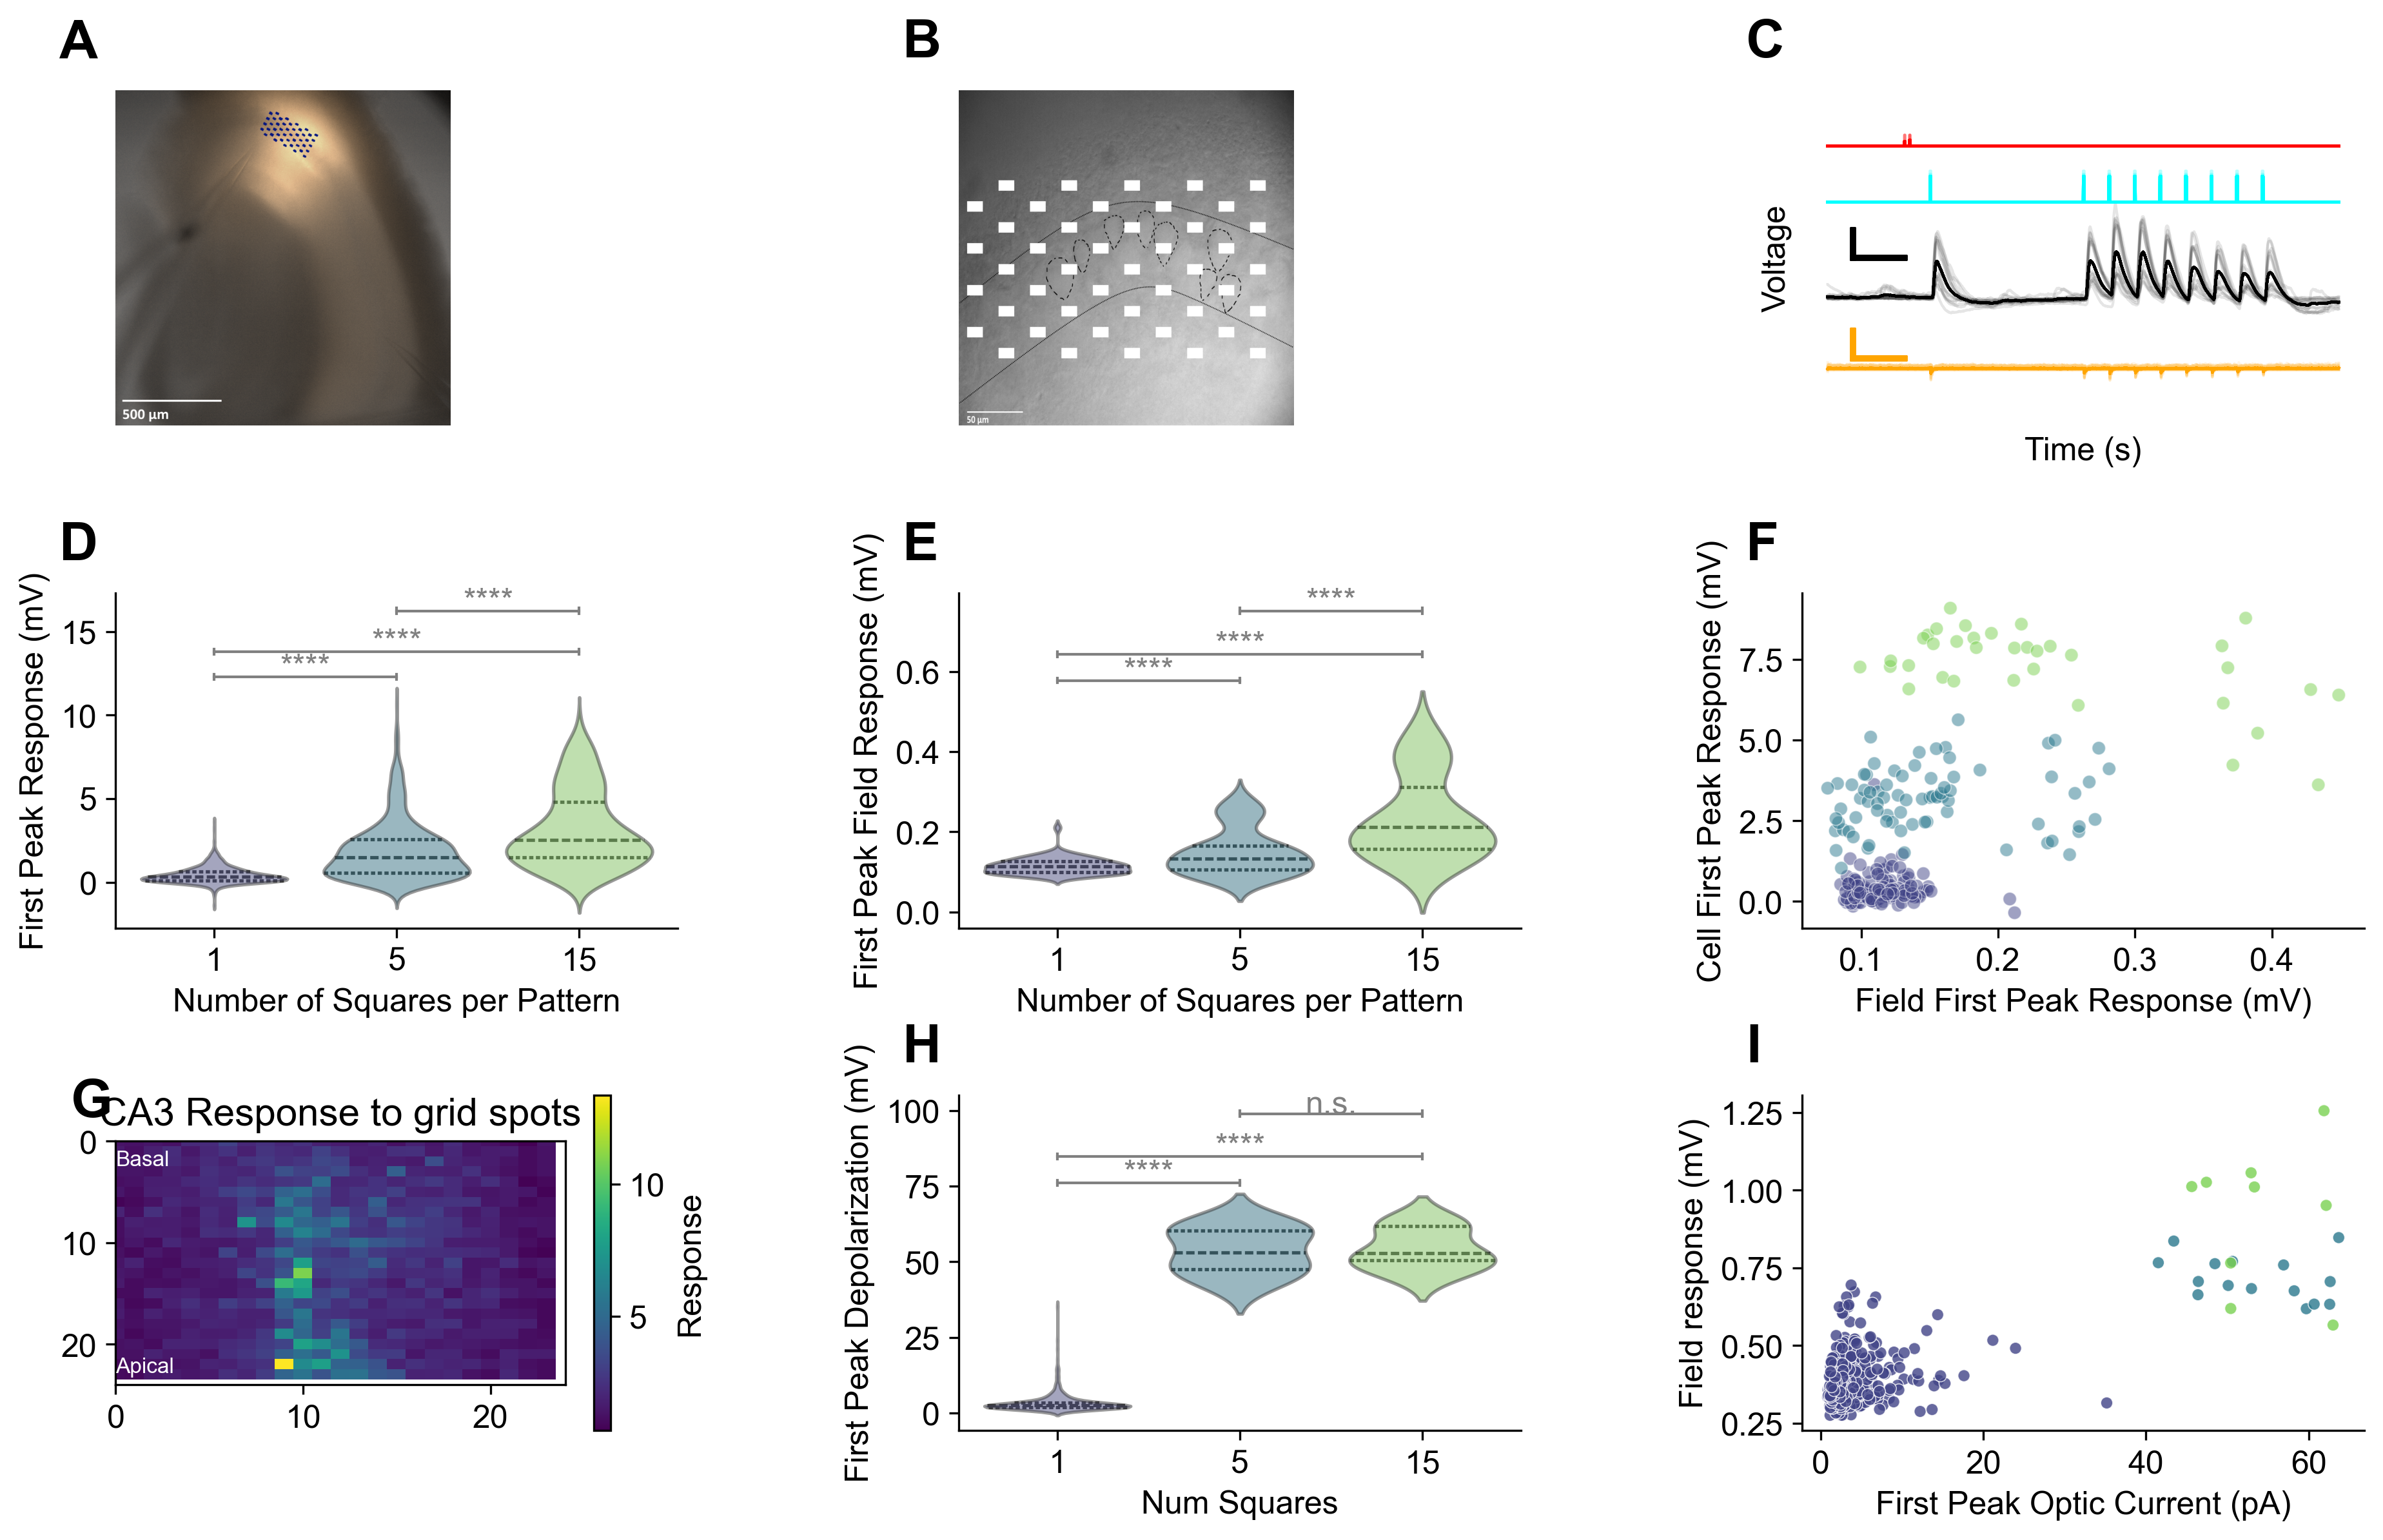 A
B
C
500 µm
50 µm
Voltage
Time (s)
D
E
F
First Peak Response (mV)
15
10
5
0
****
****
****
1
5
15
Number of Squares per Pattern
First Peak Field Response (mV)
0.6
0.4
0.2
0.0
****
****
****
1
5
15
Number of Squares per Pattern
Cell First Peak Response (mV)
7.5
5.0
2.5
0.0
0.1
0.2
0.3
0.4
Field First Peak Response (mV)
G
H
I
CA3 Response to grid spots
0
10
20
Basal
Apical
0
10
20
10
5
Response
First Peak Depolarization (mV)
100
75
50
25
0
n.s.
****
****
1
5
15
Num Squares
Field response (mV)
1.25
1.00
0.75
0.50
0.25
0
20
40
60
First Peak Optic Current (pA)